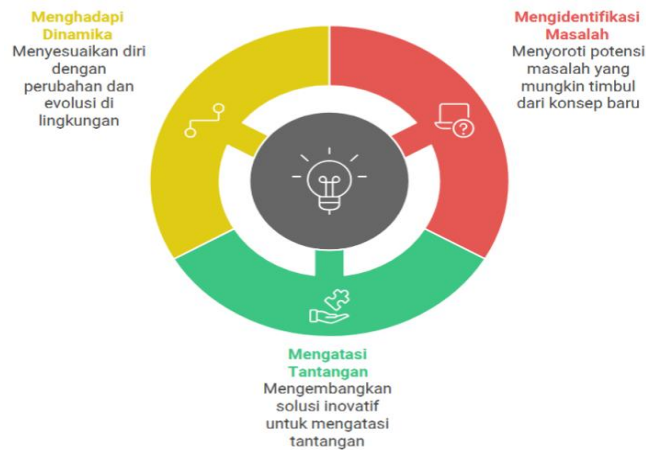 Menghadapi
Dinamika
Menyesuaikan diri
dengan
perubahan dan
evolusi di
lingkungan
Mengidentifikasi
Masalah
Menyoroti potensi
masalah yang
mungkin timbul
dari konsep baru
?
Mengatasi
Tantangan
Mengembangkan
solusi inovatif
untuk mengatasi
tantangan